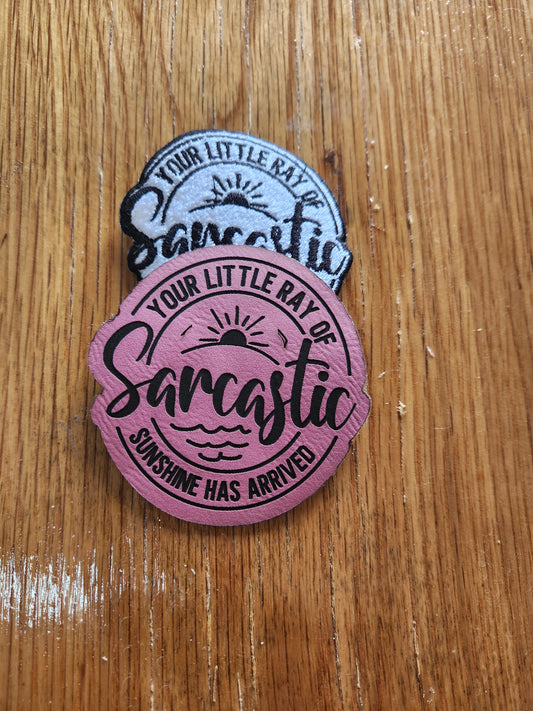 YOUR LITTLE RAY OF
Sarcastic
YOUR LITTLE RAY OF
Sarcastic
SUNSHINE HAS ARRIVED